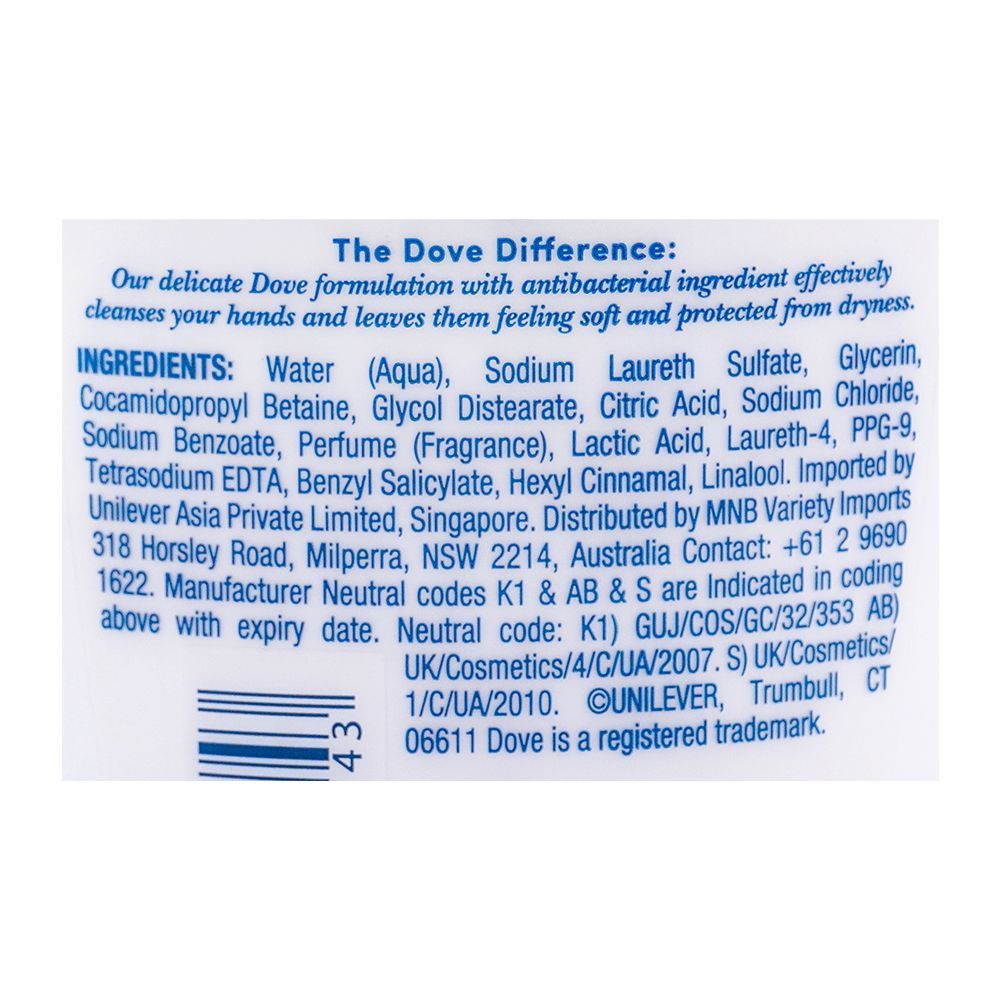 The Dove Difference:
Our delicate Dove formulation with antibacterial ingredient effectively
cleanses your hands and leaves them feeling soft and protected from dryness.
INGREDIENTS: Water (Aqua), Sodium Laureth Sulfate, Glycerin,
Cocamidopropyl Betaine, Glycol Distearate, Citric Acid, Sodium Chloride,
Sodium Benzoate, Perfume (Fragrance), Lactic Acid, Laureth-4, PPG-9,
Tetrasodium EDTA, Benzyl Salicylate, Hexyl Cinnamal, Linalool. Imported by
Unilever Asia Private Limited, Singapore. Distributed by MNB Variety Imports
318 Horsley Road, Milperra, NSW 2214, Australia Contact: +61 2 9690
1622. Manufacturer Neutral codes K1 & AB & S are Indicated in coding
above with expiry date. Neutral code: K1) GUJ/COS/GC/32/353 AB)
UK/Cosmetics/4/C/UA/2007. S) UK/Cosmetics/
1/C/UA/2010. ©UNILEVER, Trumbull, CT
06611 Dove is a registered trademark.
43